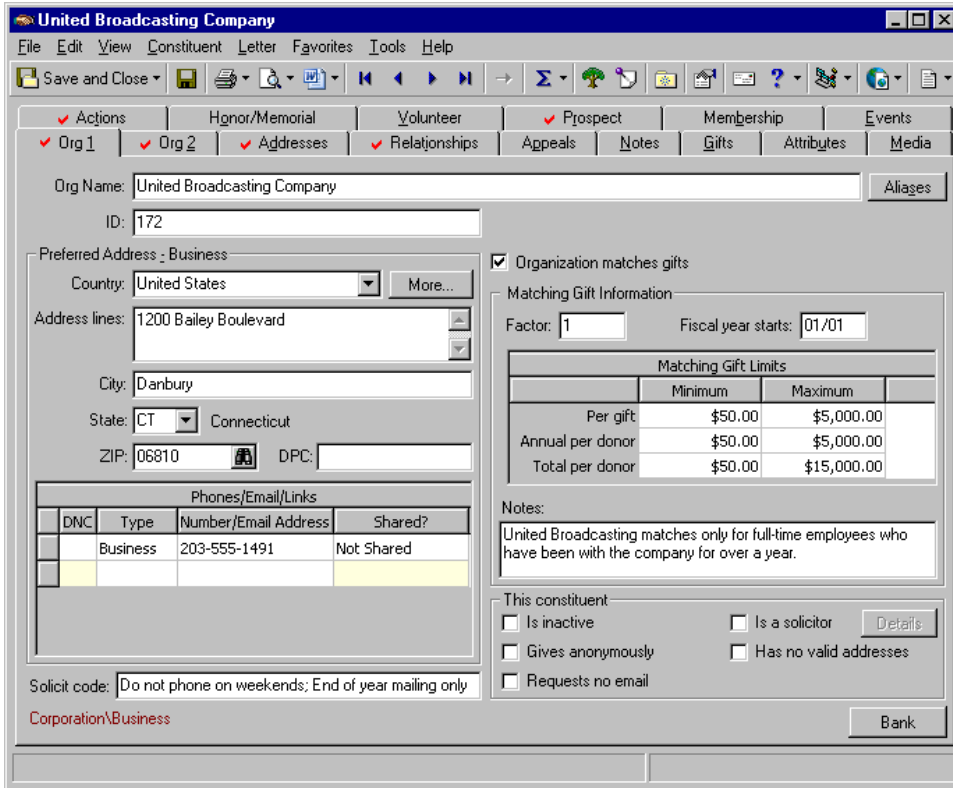 United Broadcasting Company
File Edit View Constituent Letter Favorites Tools Help
Save and Close
Actions Honor/Memorial Volunteer Prospect Membership Events
Org 1 Org 2 Addresses Relationships Appeals Notes Gifts Attributes Media
Org Name: United Broadcasting Company Aliases
ID: 172
Preferred Address - Business
Country: United States More...
Address lines: 1200 Bailey Boulevard
City: Danbury
State: CT Connecticut
ZIP: 06810 DPC:
Phones/Email/Links
DNC Type Number/Email Address Shared?
Business 203-555-1491 Not Shared
Solicit code: Do not phone on weekends; End of year mailing only
Corporation\Business
Organization matches gifts
Matching Gift Information
Factor: 1 Fiscal year starts: 01/01
Matching Gift Limits
Minimum Maximum
Per gift $50.00 $5,000.00
Annual per donor $50.00 $5,000.00
Total per donor $50.00 $15,000.00
Notes:
United Broadcasting matches only for full-time employees who
have been with the company for over a year.
This constituent
Is inactive Is a solicitor Details
Gives anonymously Has no valid addresses
Requests no email
Bank